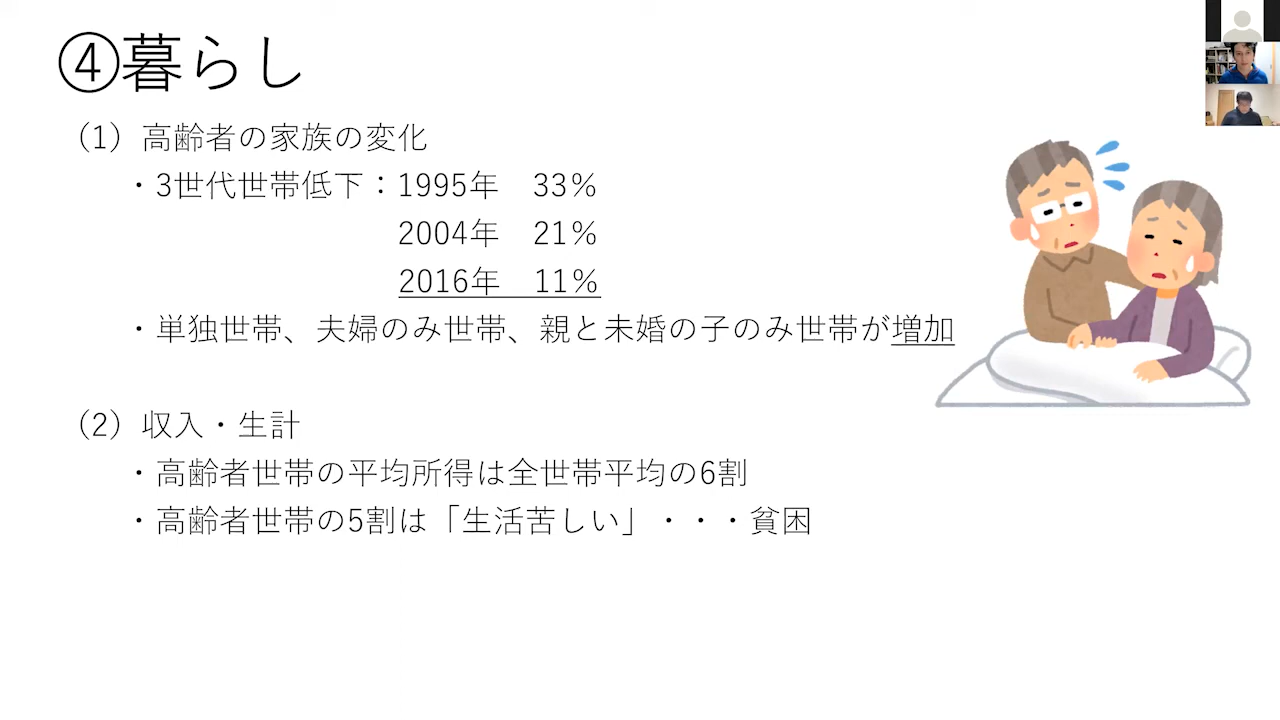 ④暮らし
（1）高齢者の家族の変化
・3世代世帯低下：1995年　33％
2004年　21％
2016年　11％
・単独世帯、夫婦のみ世帯、親と未婚の子のみ世帯が増加
（2）収入・生計
・高齢者世帯の平均所得は全世帯平均の6割
・高齢者世帯の5割は「生活苦しい」・・・貧困